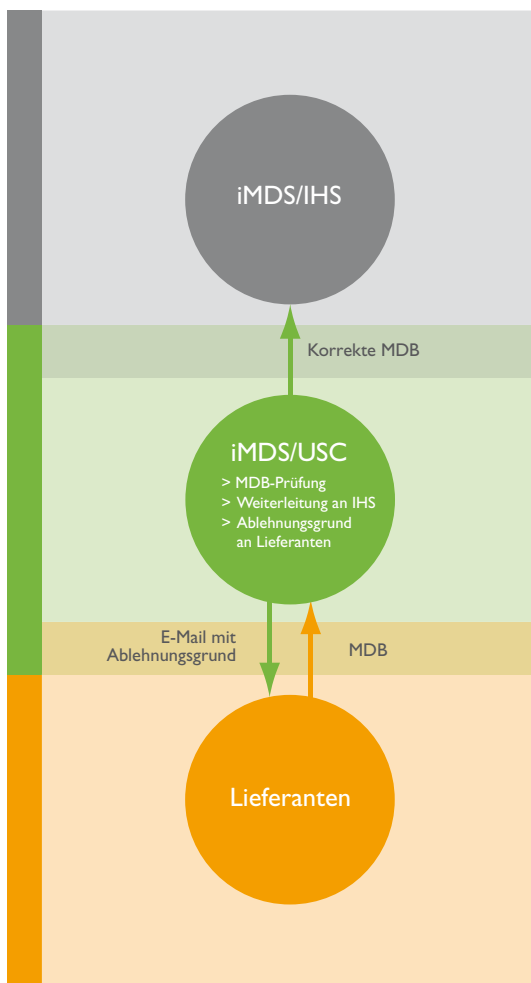 iMDS/IHS
Korrekte MDB
iMDS/USC
> MDB-Prüfung
> Weiterleitung an IHS
> Ablehnungsgrund
an Lieferanten
E-Mail mit
Ablehnungsgrund
MDB
Lieferanten